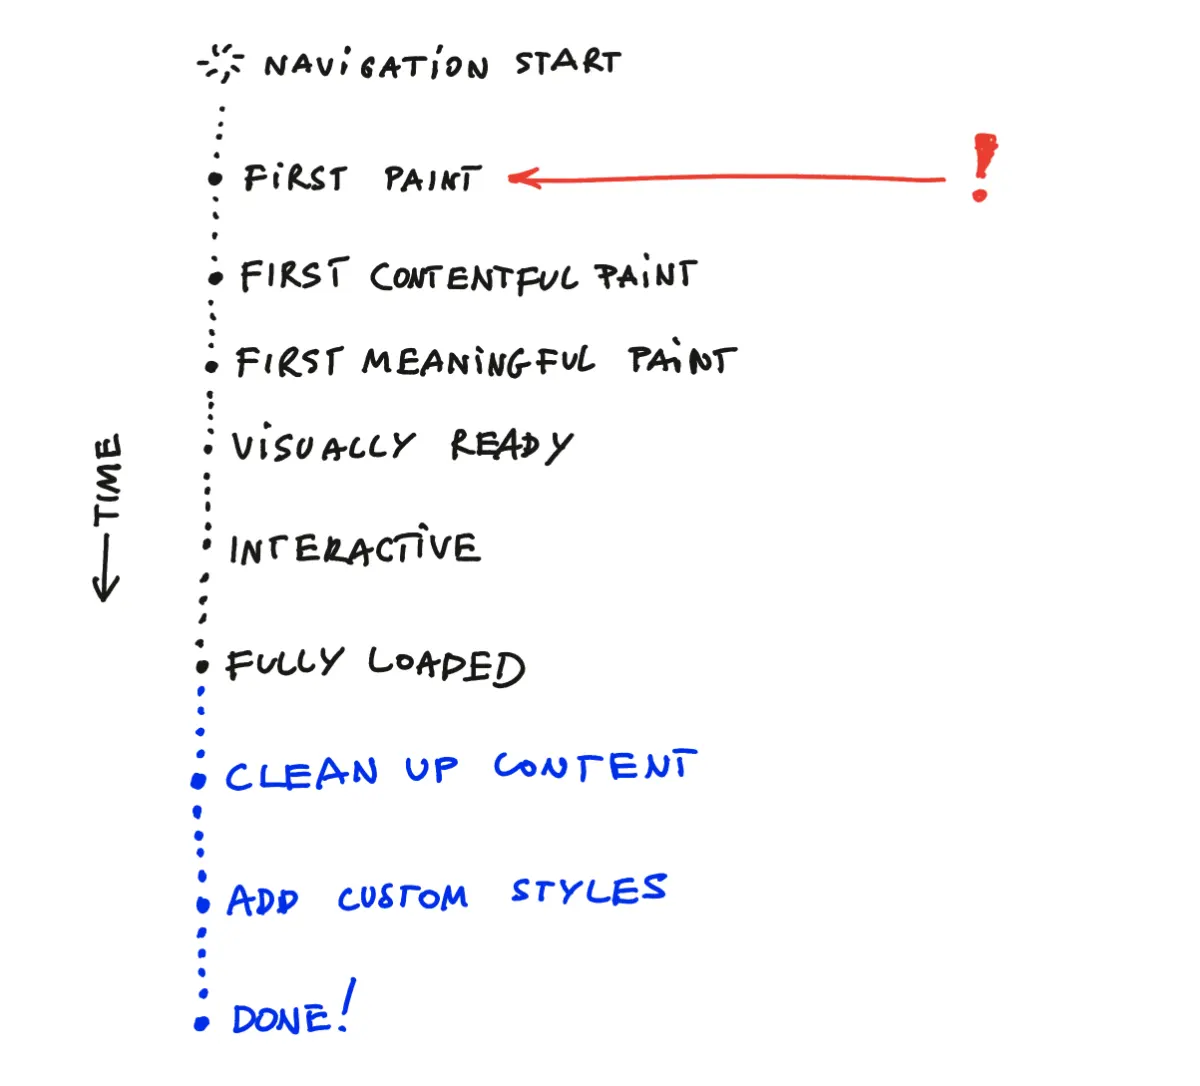 NAVIGATION START
FIRST PAINT
!
FIRST CONTENTFUL PAINT
FIRST MEANINGFUL PAINT
VISUALLY READY
TIME
INTERACTIVE
FULLY LOADED
CLEAN UP CONTENT
ADD CUSTOM STYLES
DONE!